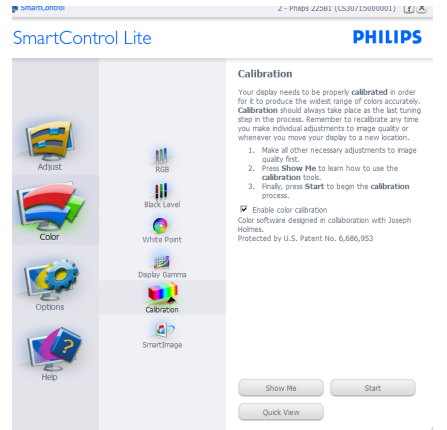 SmartControl
2 - Philips 225B1 (CS30715000001)
SmartControl Lite
PHILIPS
Adjust
Color
Options
Help
RGB
Black Level
White Point
Display Gamma
Calibration
SmartImage
Calibration
Your display needs to be properly calibrated in order
for it to produce the widest range of colors accurately.
Calibration should always take place as the last tuning
step in the process. Remember to recalibrate any time
you make individual adjustments to image quality or
whenever you move your display to a new location.
1. Make all other necessary adjustments to image
quality first.
2. Press Show Me to learn how to use the
calibration tools.
3. Finally, press Start to begin the calibration
process.
Enable color calibration
Color software designed in collaboration with Joseph
Holmes.
Protected by U.S. Patent No. 6,686,953
Show Me
Start
Quick View